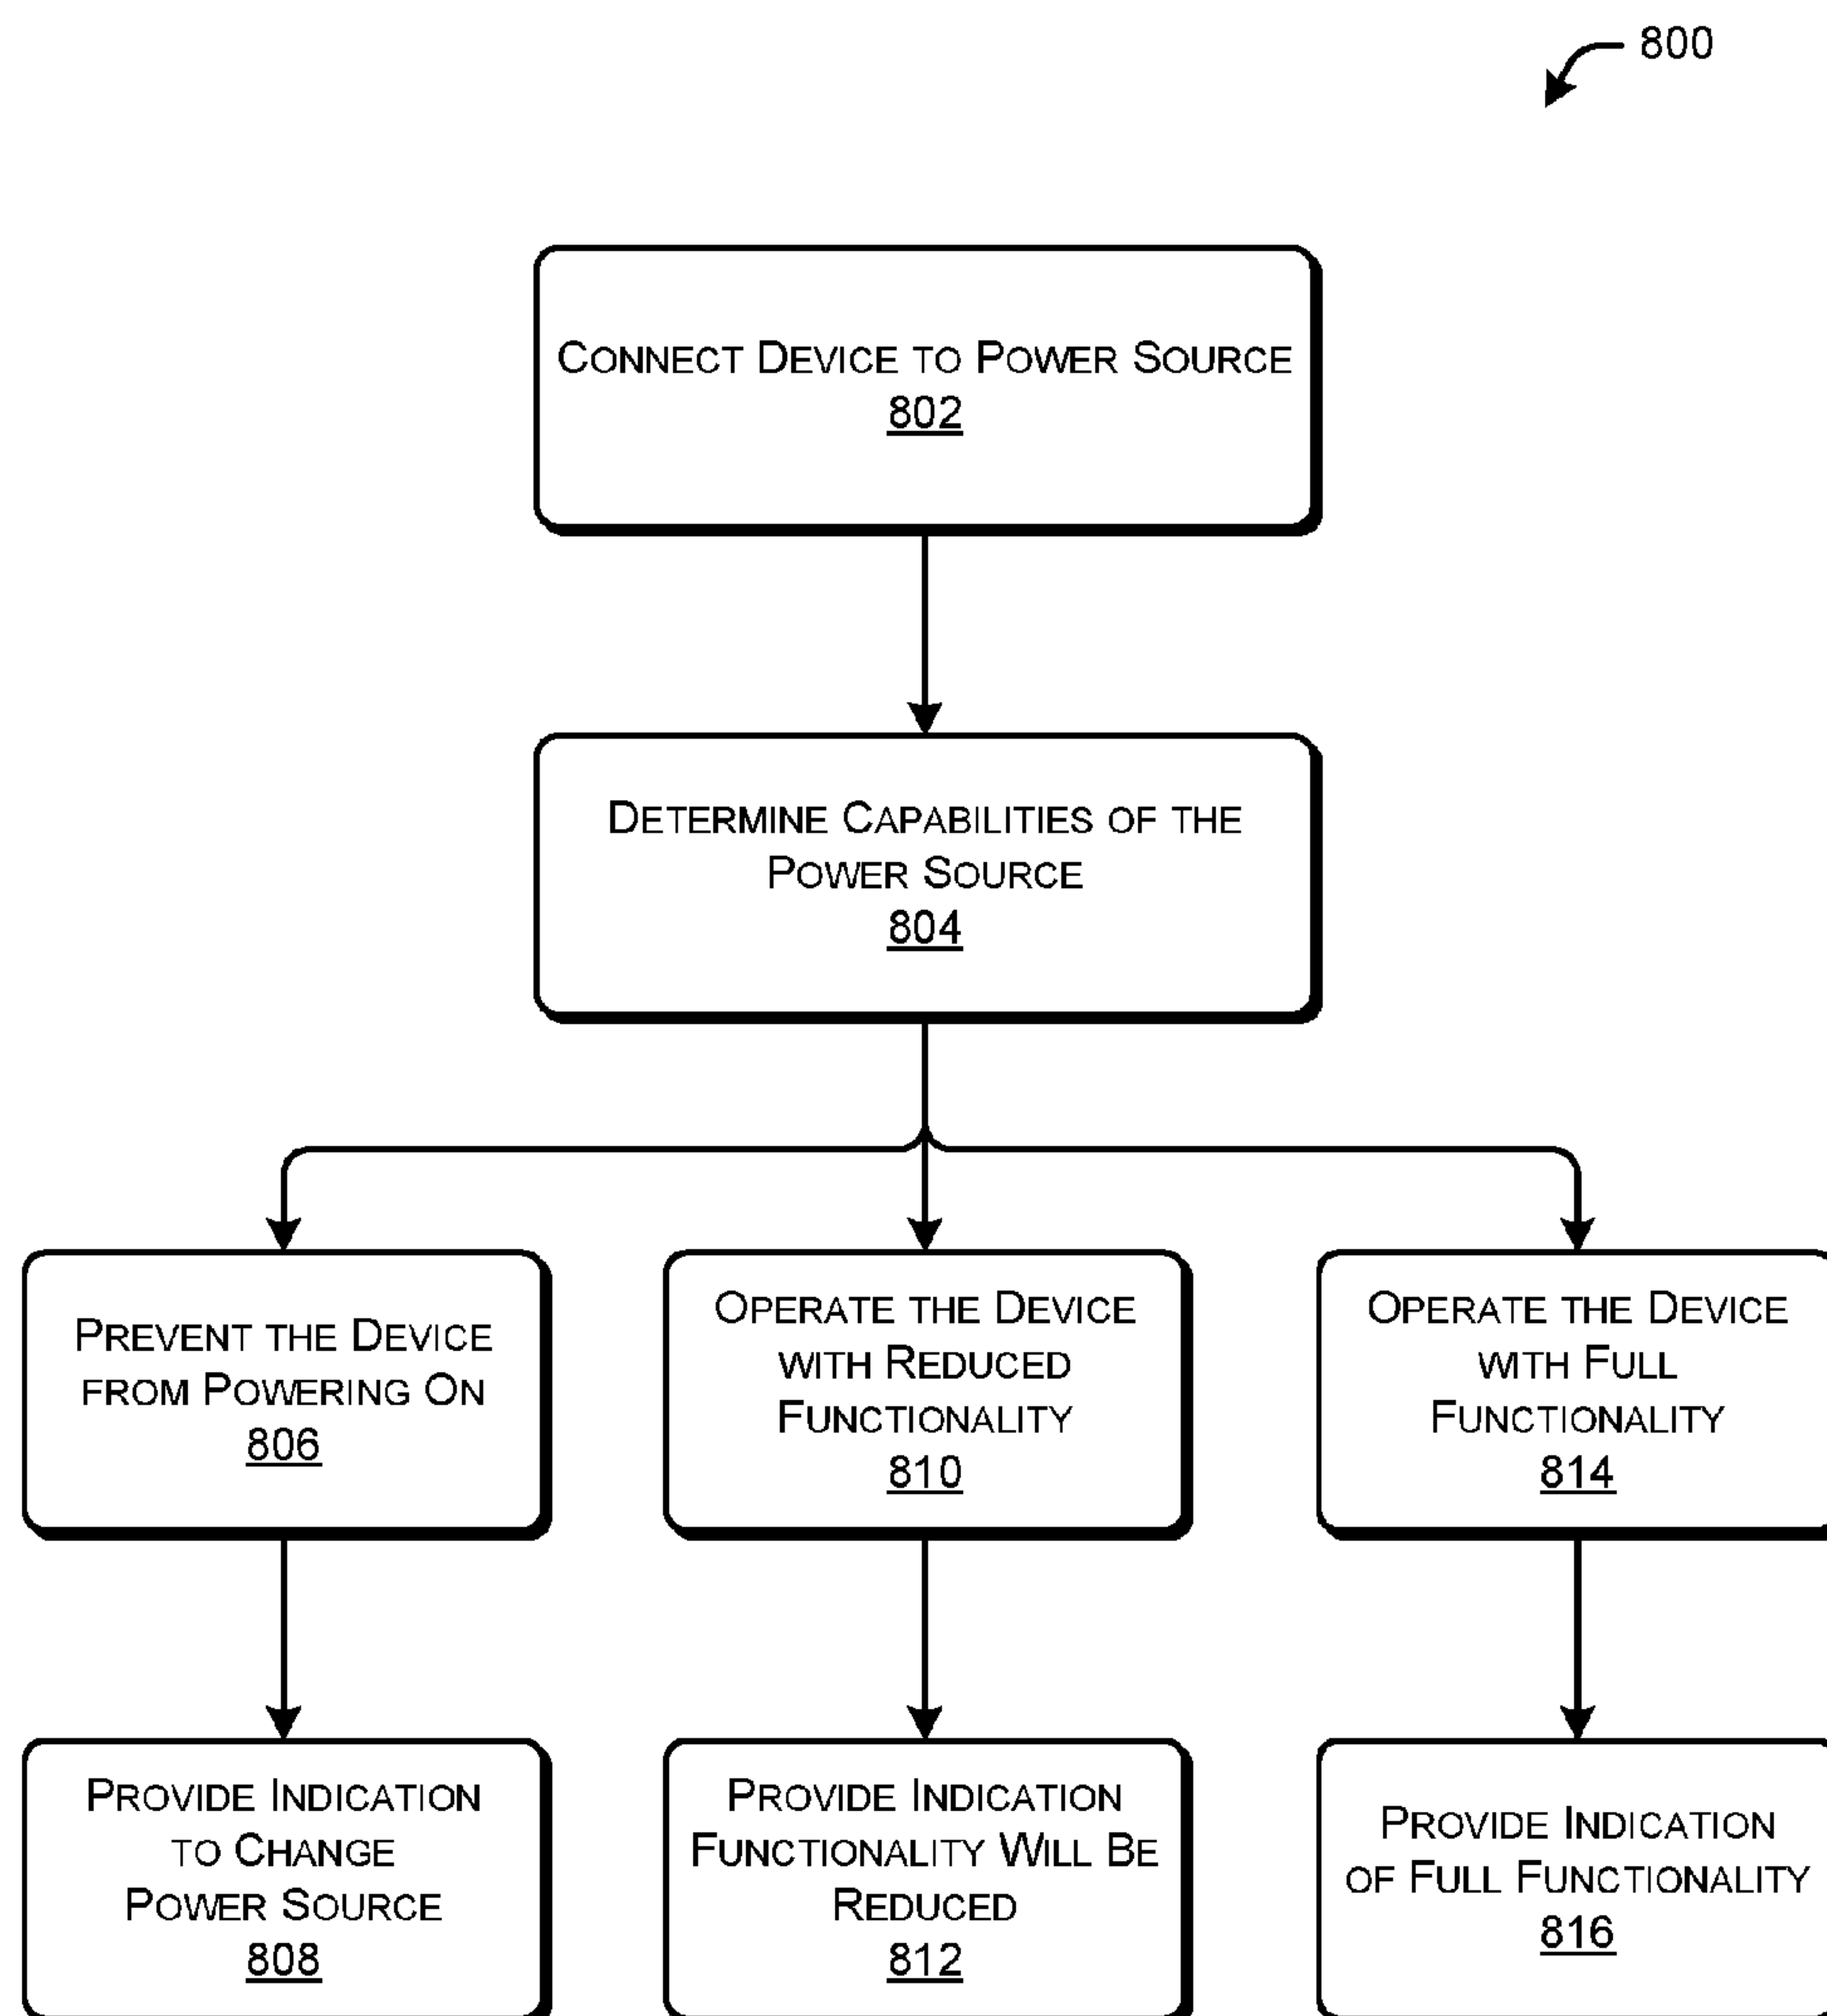 800
CONNECT DEVICE TO POWER SOURCE
802
DETERMINE CAPABILITIES OF THE
POWER SOURCE
804
PREVENT THE DEVICE
FROM POWERING ON
806
OPERATE THE DEVICE
WITH REDUCED
FUNCTIONALITY
810
OPERATE THE DEVICE
WITH FULL
FUNCTIONALITY
814
PROVIDE INDICATION
TO CHANGE
POWER SOURCE
808
PROVIDE INDICATION
FUNCTIONALITY WILL BE
REDUCED
812
PROVIDE INDICATION
OF FULL FUNCTIONALITY
816